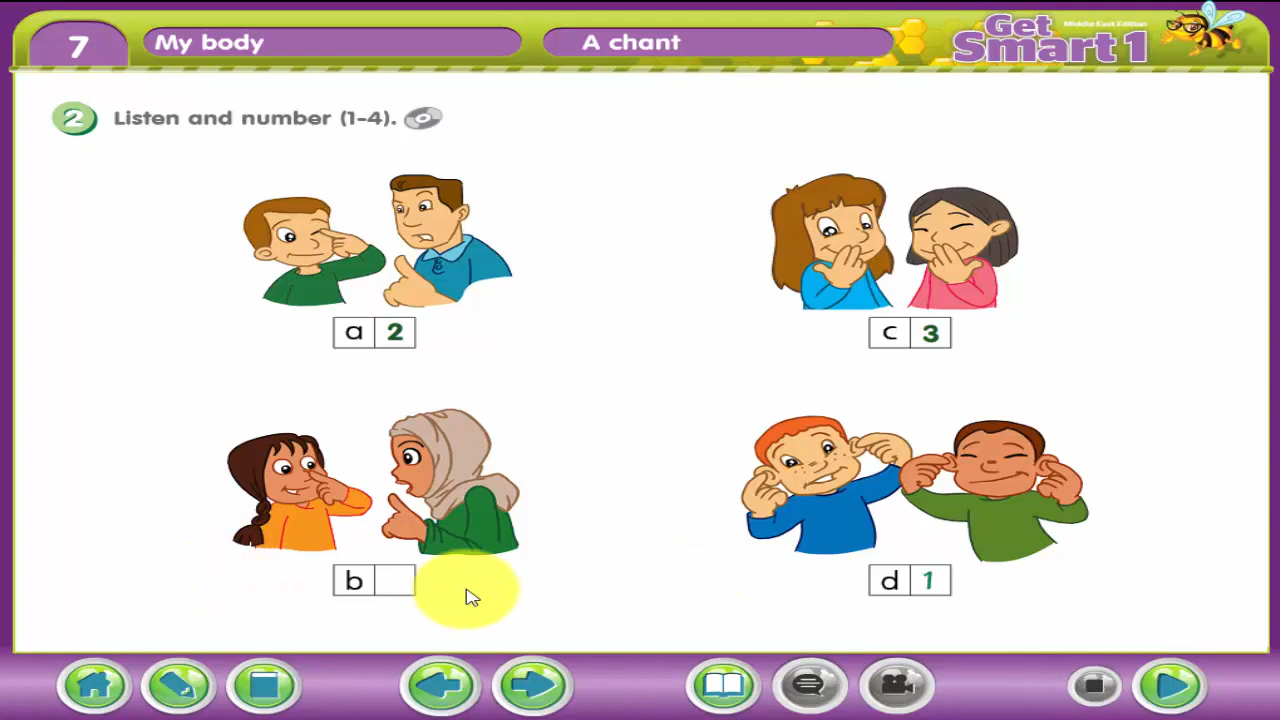 7
My body
A chant
Get
Middle East Edition
Smart 1
2 Listen and number (1-4).
a 2
c 3
b
d 1